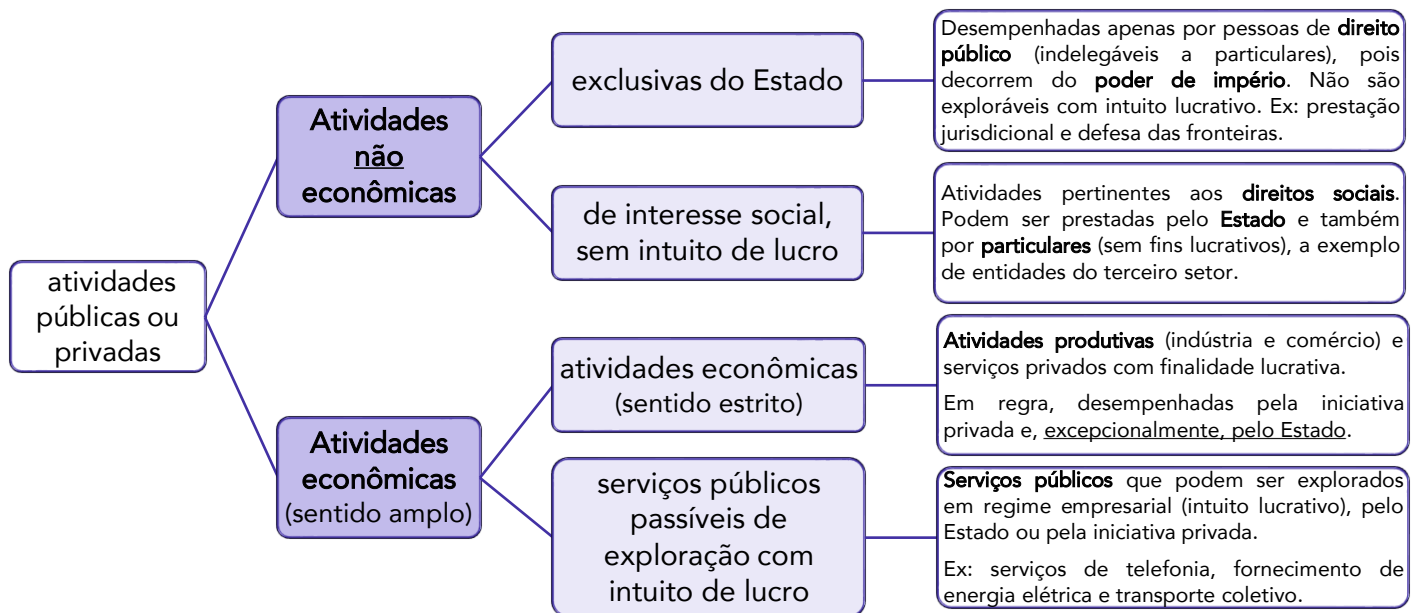 atividades
públicas ou
privadas
Atividades
não
econômicas
exclusivas do Estado
Desempenhadas apenas por pessoas de direito
público (indelegáveis a particulares), pois
decorrem do poder de império. Não são
exploráveis com intuito lucrativo. Ex: prestação
jurisdicional e defesa das fronteiras.
de interesse social,
sem intuito de lucro
Atividades pertinentes aos direitos sociais.
Podem ser prestadas pelo Estado e também
por particulares (sem fins lucrativos), a exemplo
de entidades do terceiro setor.
Atividades
econômicas
(sentido amplo)
atividades econômicas
(sentido estrito)
Atividades produtivas (indústria e comércio) e
serviços privados com finalidade lucrativa.
Em regra, desempenhadas pela iniciativa
privada e, excepcionalmente, pelo Estado.
serviços públicos
passíveis de
exploração com
intuito de lucro
Serviços públicos que podem ser explorados
em regime empresarial (intuito lucrativo), pelo
Estado ou pela iniciativa privada.
Ex: serviços de telefonia, fornecimento de
energia elétrica e transporte coletivo.